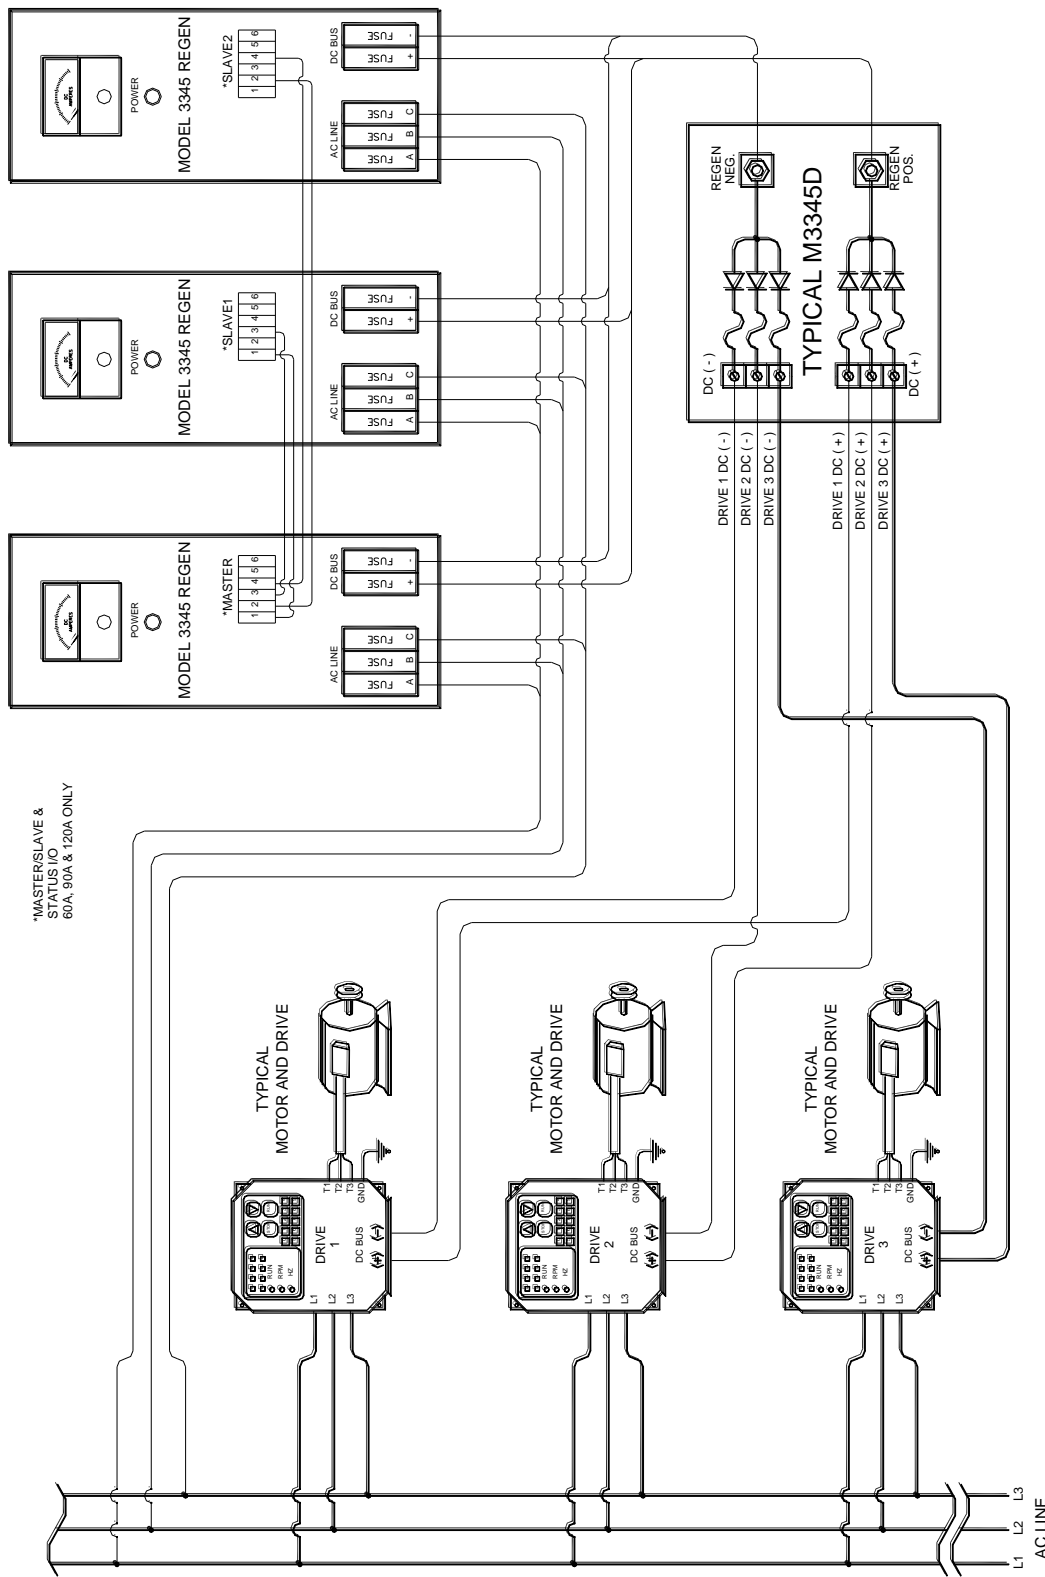 *MASTER/SLAVE &
STATUS I/O
60A, 90A & 120A ONLY
DC
AMPERES
POWER
MODEL 3345 REGEN
*MASTER
1 2 3 4 5 6
AC LINE
FUSE FUSE FUSE
A B C
DC BUS
FUSE FUSE
+ -
DC
AMPERES
POWER
MODEL 3345 REGEN
*SLAVE1
1 2 3 4 5 6
AC LINE
FUSE FUSE FUSE
A B C
DC BUS
FUSE FUSE
+ -
DC
AMPERES
POWER
MODEL 3345 REGEN
*SLAVE2
1 2 3 4 5 6
AC LINE
FUSE FUSE FUSE
A B C
DC BUS
FUSE FUSE
+ -
TYPICAL
MOTOR AND DRIVE
RUN
RPM
HZ
L1
L2
L3
DRIVE
1
DC BUS
(+) (-)
T1
T2
T3
GND
TYPICAL
MOTOR AND DRIVE
RUN
RPM
HZ
L1
L2
L3
DRIVE
2
DC BUS
(+) (-)
T1
T2
T3
GND
TYPICAL
MOTOR AND DRIVE
RUN
RPM
HZ
L1
L2
L3
DRIVE
3
DC BUS
(+) (-)
T1
T2
T3
GND
DRIVE 1 DC ( - )
DRIVE 2 DC ( - )
DRIVE 3 DC ( - )
DRIVE 1 DC ( + )
DRIVE 2 DC ( + )
DRIVE 3 DC ( + )
DC ( - )
REGEN
NEG.
TYPICAL M3345D
REGEN
POS.
DC ( + )
L1 L2 L3
AC LINE